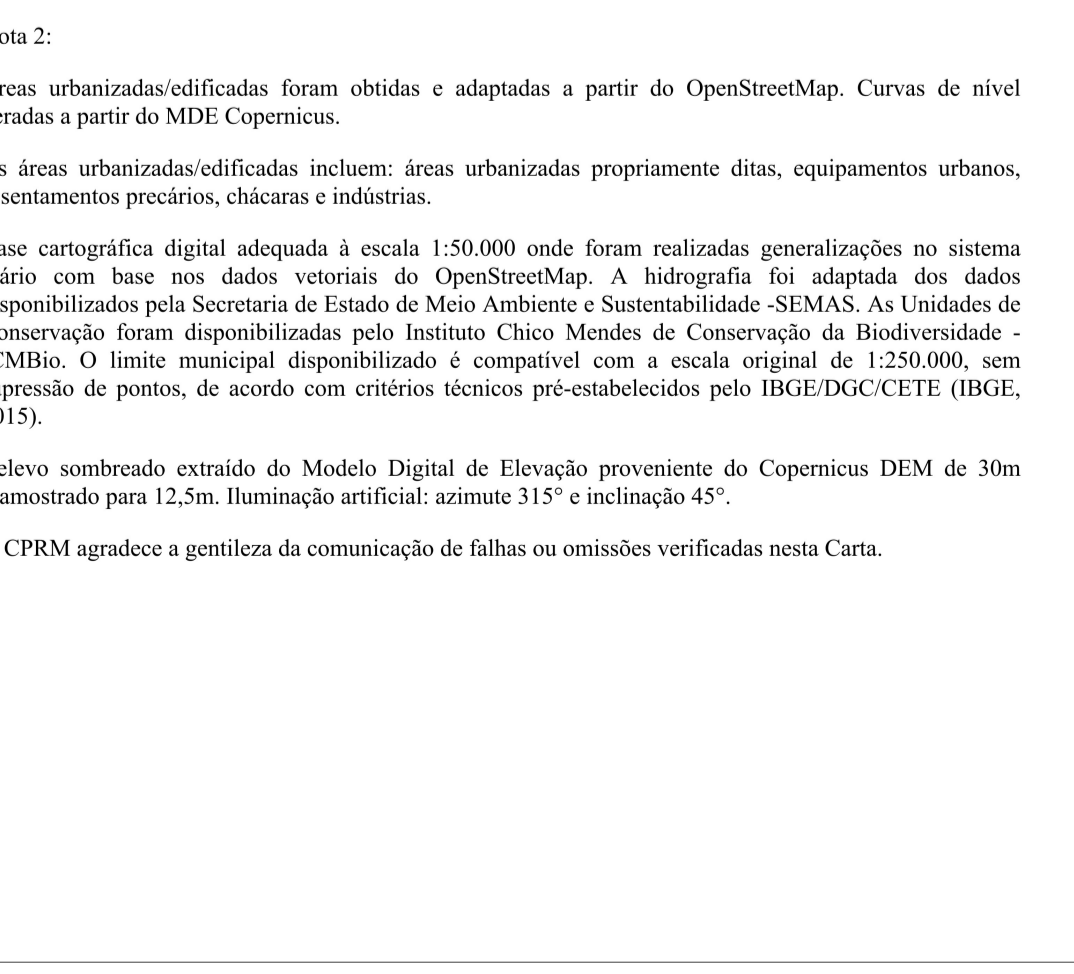 ota 2:
reas urbanizadas/edificadas foram obtidas e adaptadas a partir do OpenStreetMap. Curvas de nível
eradas a partir do MDE Copernicus.
s áreas urbanizadas/edificadas incluem: áreas urbanizadas propriamente ditas, equipamentos urbanos,
sentamentos precários, chácaras e indústrias.
ase cartográfica digital adequada à escala 1:50.000 onde foram realizadas generalizações no sistema
ário com base nos dados vetoriais do OpenStreetMap. A hidrografia foi adaptada dos dados
sponibilizados pela Secretaria de Estado de Meio Ambiente e Sustentabilidade -SEMAS. As Unidades de
onservação foram disponibilizadas pelo Instituto Chico Mendes de Conservação da Biodiversidade -
CMBio. O limite municipal disponibilizado é compatível com a escala original de 1:250.000, sem
pressão de pontos, de acordo com critérios técnicos pré-estabelecidos pelo IBGE/DGC/CETE (IBGE,
015).
elevo sombreado extraído do Modelo Digital de Elevação proveniente do Copernicus DEM de 30m
amostrado para 12,5m. Iluminação artificial: azimute 315° e inclinação 45°.
CPRM agradece a gentileza da comunicação de falhas ou omissões verificadas nesta Carta.